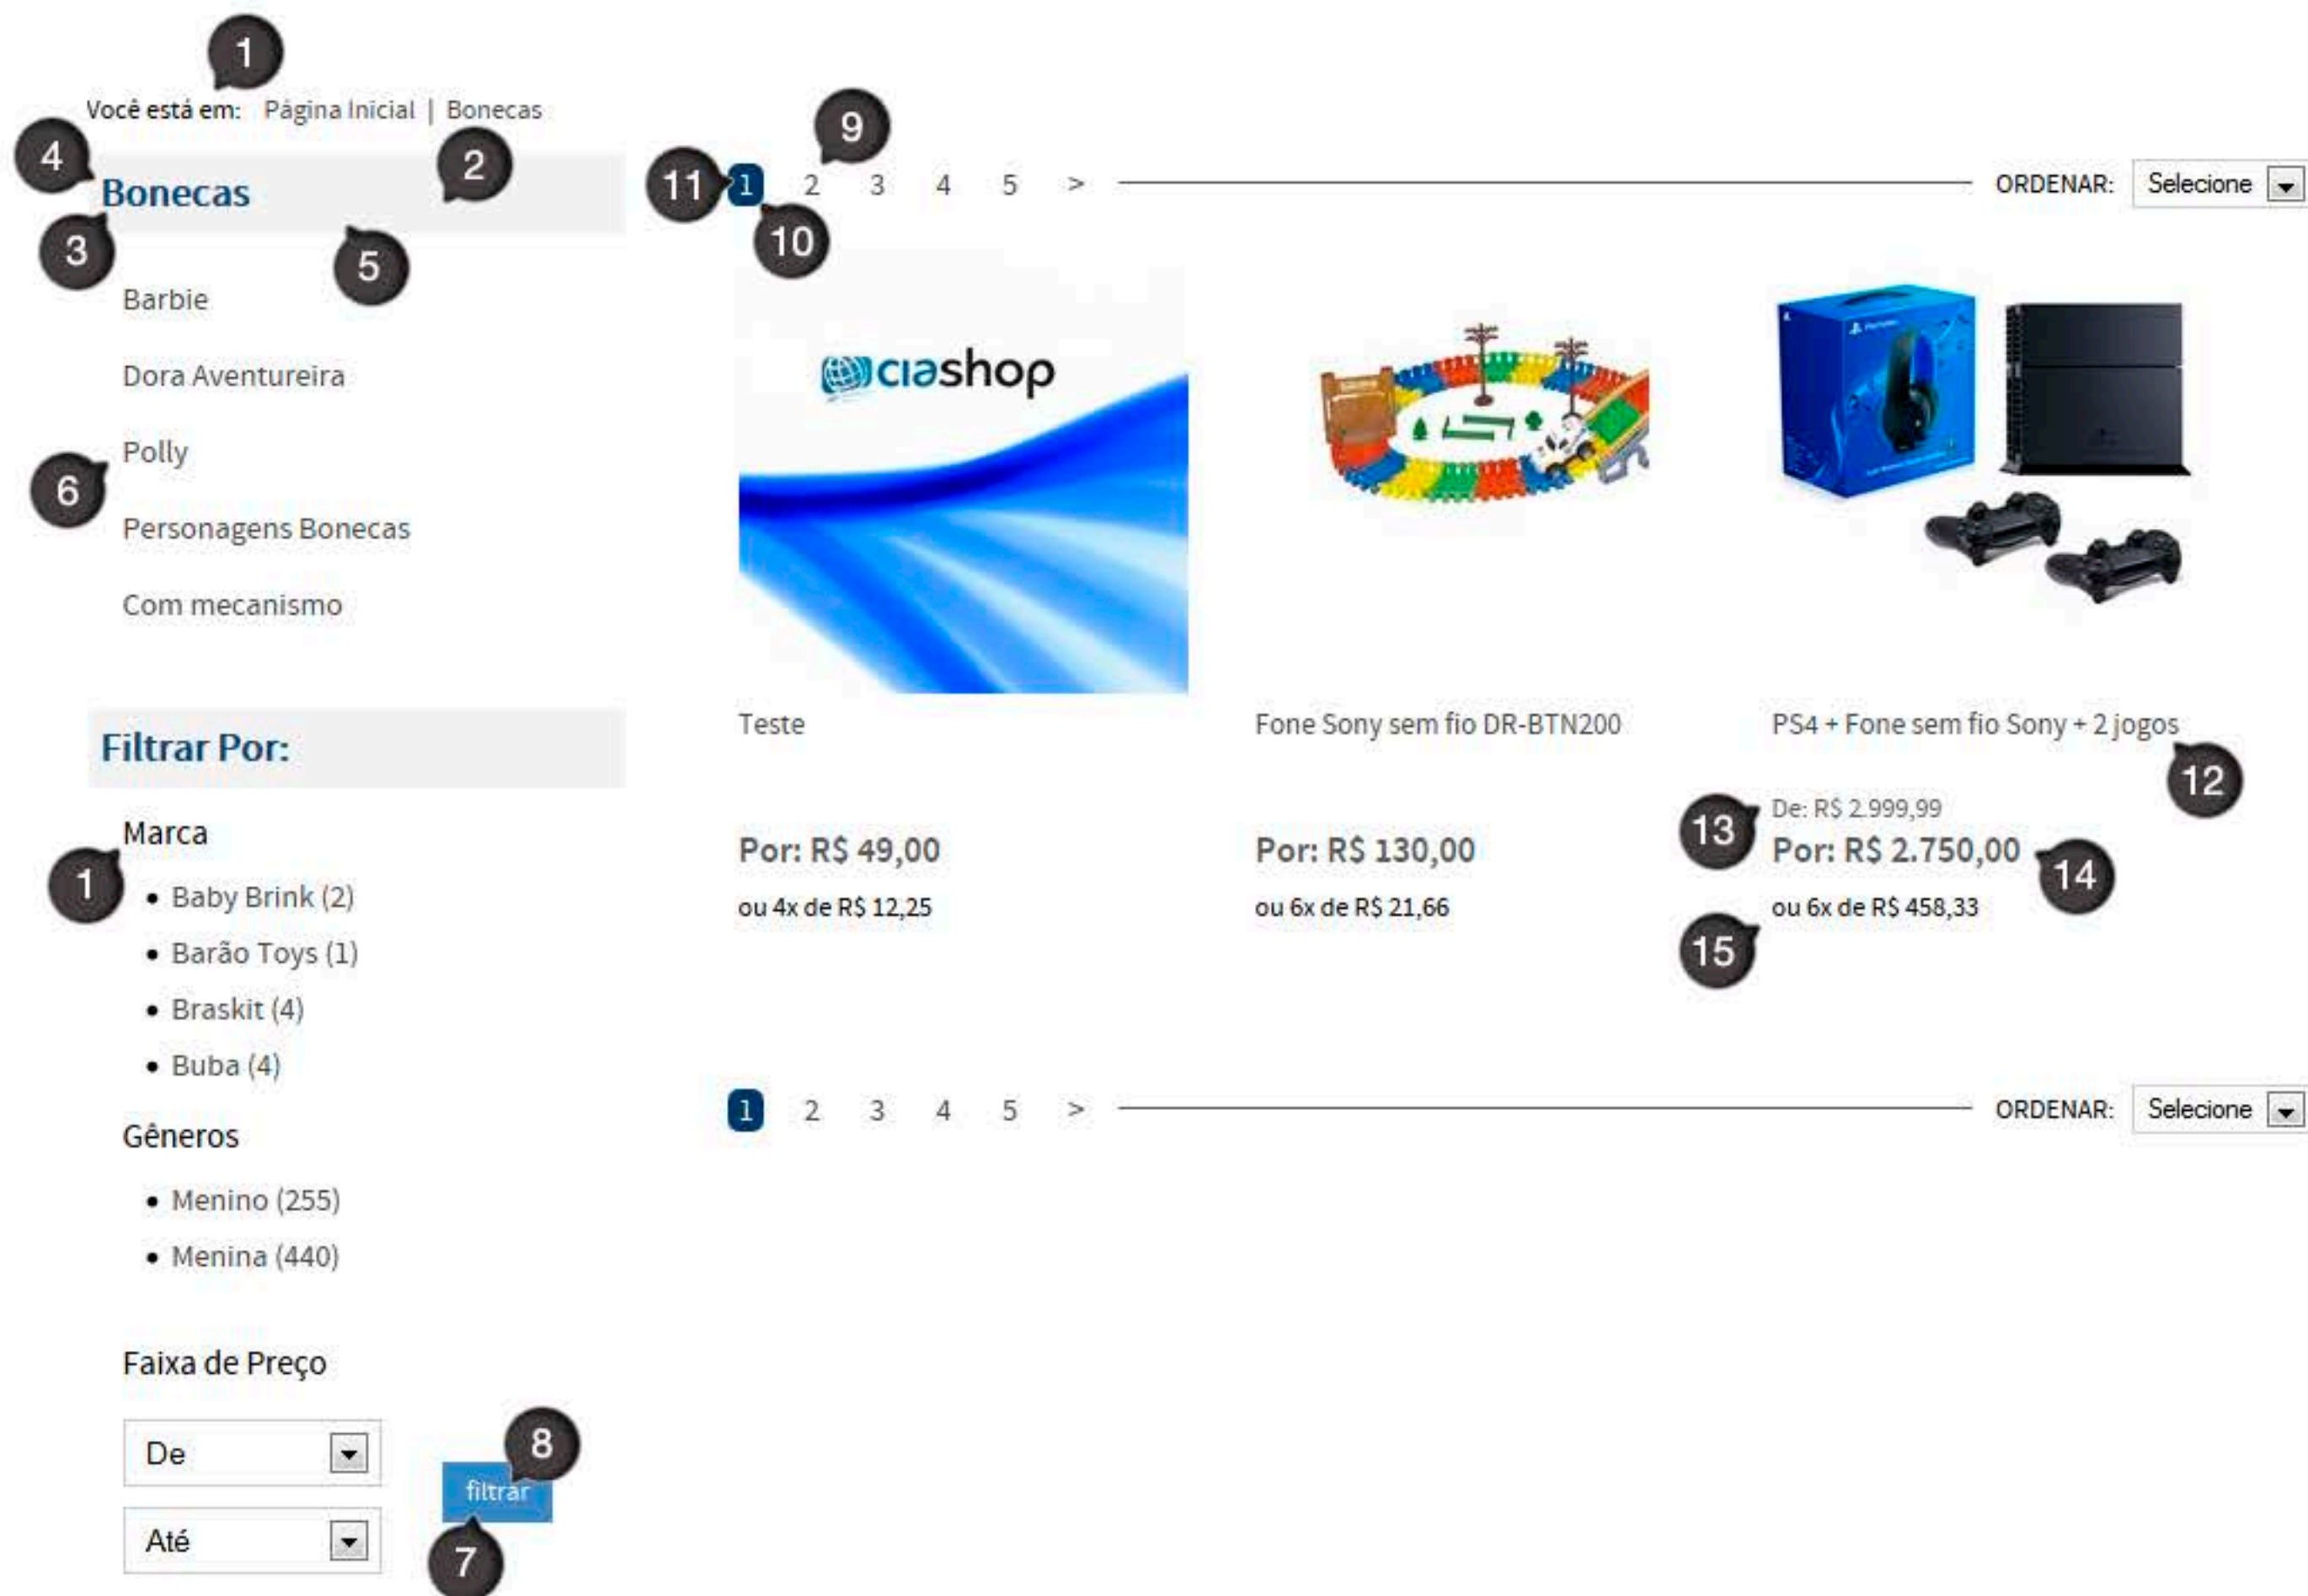 1
Você está em: Página Inicial | Bonecas
4
2
Bonecas
3
5
Barbie
Dora Aventureira
Polly
6
Personagens Bonecas
Com mecanismo
Filtrar Por:
Marca
1
Baby Brink (2)
Barão Toys (1)
Braskit (4)
Buba (4)
Gêneros
Menino (255)
Menina (440)
Faixa de Preço
De
8
filtrar
Até
7
9
11
1 2 3 4 5 >
10
ORDENAR: Selecione
ciashop
Teste
Por: R$ 49,00
ou 4x de R$ 12,25
Fone Sony sem fio DR-BTN200
Por: R$ 130,00
ou 6x de R$ 21,66
PS4 + Fone sem fio Sony + 2 jogos
12
13
De: R$ 2.999,99
Por: R$ 2.750,00
14
ou 6x de R$ 458,33
15
1 2 3 4 5 >
ORDENAR: Selecione